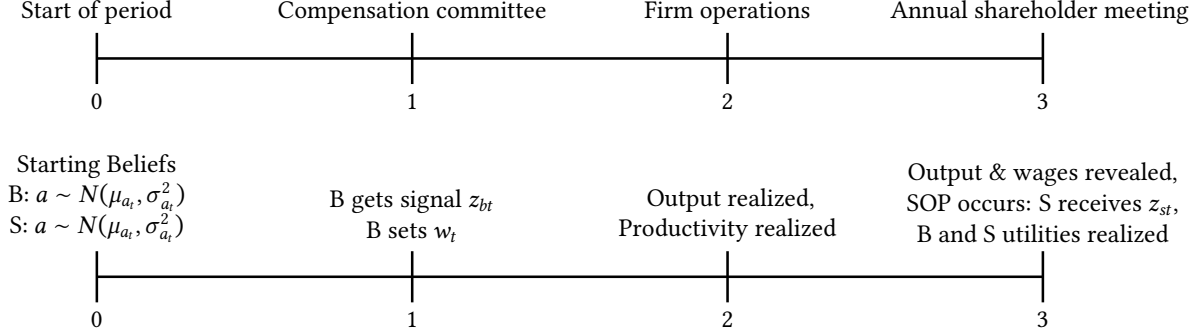 Start of period Compensation committee Firm operations Annual shareholder meeting
0 1 2 3
Starting Beliefs
B: a ∼ N(μ_{a_t}, σ²_{a_t})
S: a ∼ N(μ_{a_t}, σ²_{a_t})
B gets signal z_{bt}
B sets w_t
Output realized,
Productivity realized
Output & wages revealed,
SOP occurs: S receives z_{st},
B and S utilities realized
0 1 2 3